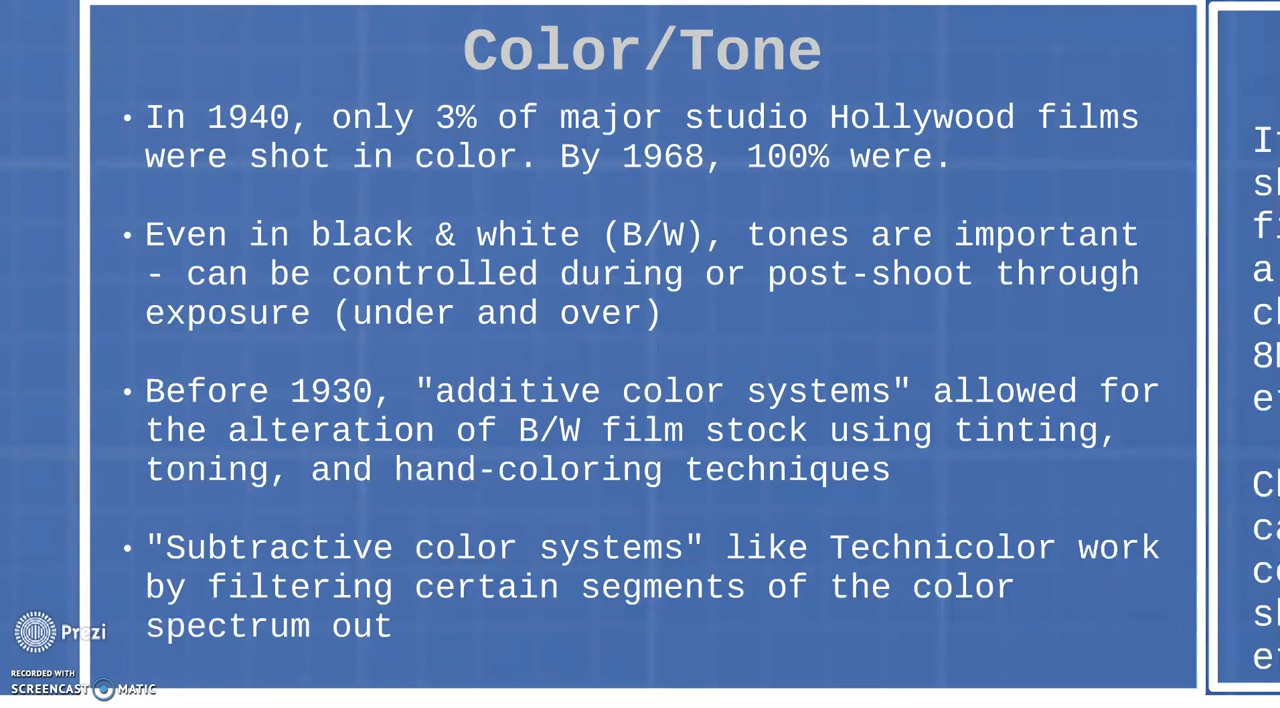 Color/Tone
• In 1940, only 3% of major studio Hollywood films
were shot in color. By 1968, 100% were.
• Even in black & white (B/W), tones are important
- can be controlled during or post-shoot through
exposure (under and over)
• Before 1930, "additive color systems" allowed for
the alteration of B/W film stock using tinting,
toning, and hand-coloring techniques
• "Subtractive color systems" like Technicolor work
by filtering certain segments of the color
spectrum out
Prezi
RECORDED WITH
SCREENCAST MATIC